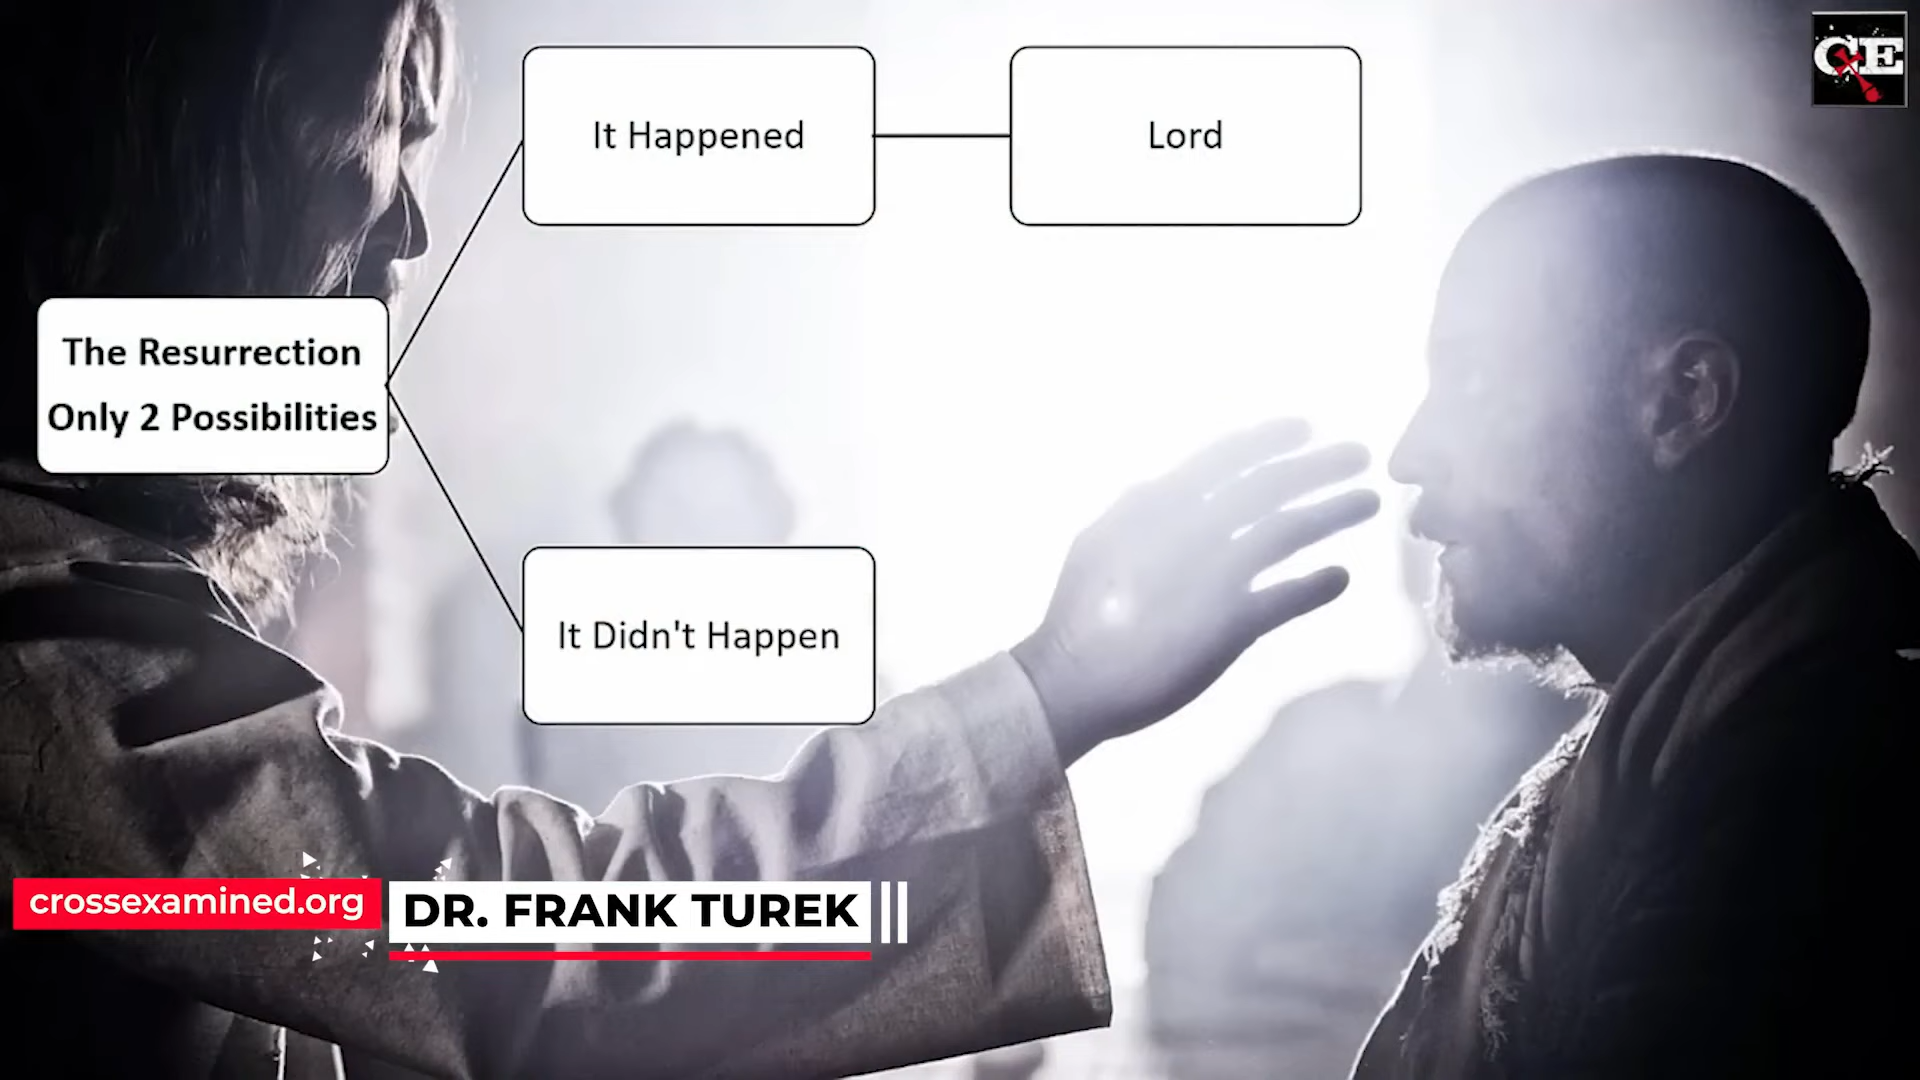 It Happened
Lord
CE
The Resurrection
Only 2 Possibilities
It Didn't Happen
crossexamined.org
DR. FRANK TUREK